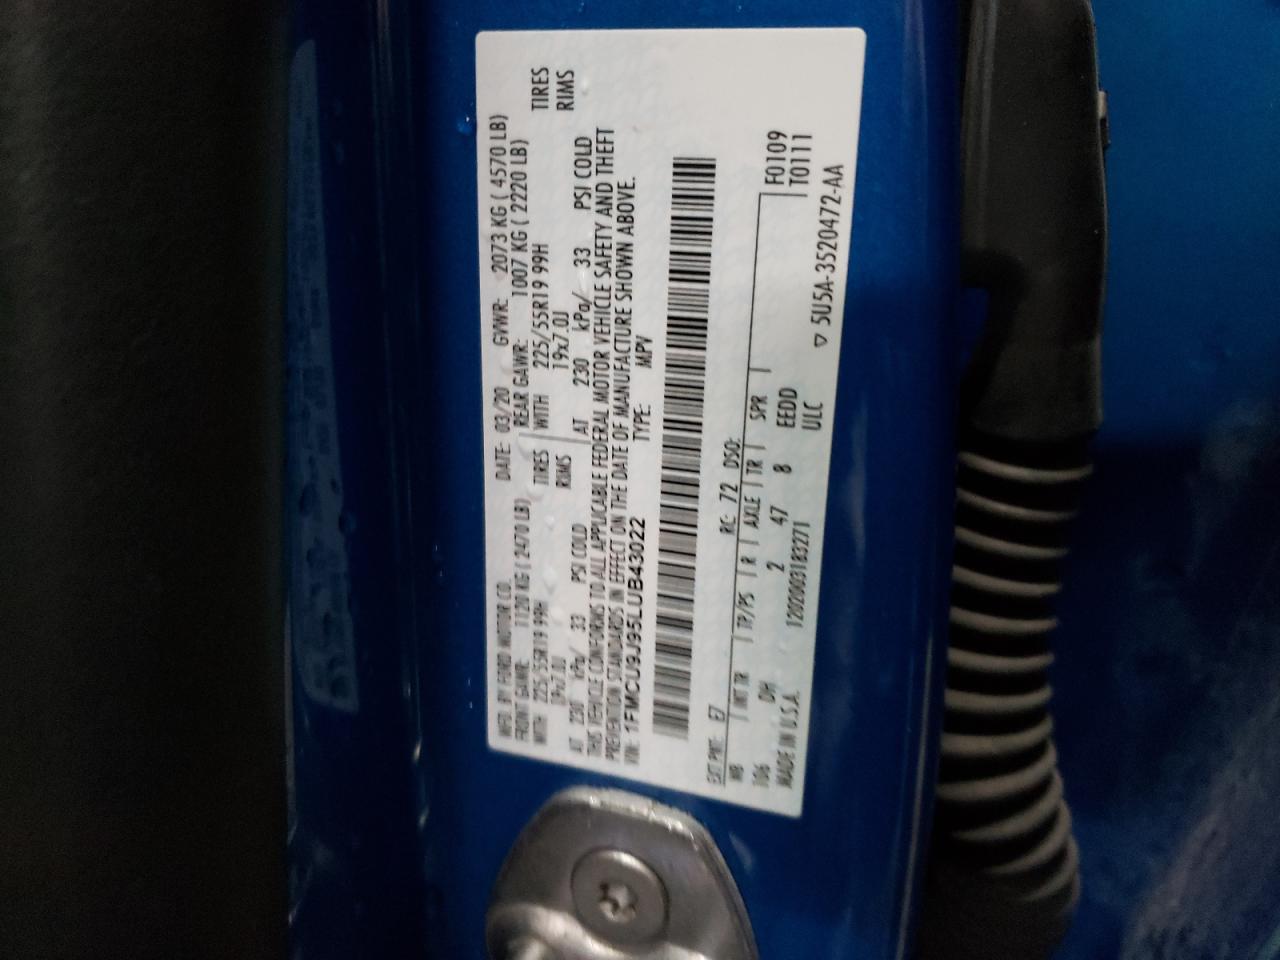 MFD. BY FORD MOTOR CO.
DATE: 03/20 GVWR: 2073 KG ( 4570 LB)
FRONT GAWR: 1120 KG ( 2470 LB)
REAR GAWR: 1007 KG ( 2220 LB)
WITH 225/55R19 99H TIRES
WITH 225/55R19 99H TIRES
19x7.0J RIMS
19x7.0J RIMS
AT 230 kPa/ 33 PSI COLD
AT 230 kPa/ 33 PSI COLD
THIS VEHICLE CONFORMS TO ALL APPLICABLE FEDERAL MOTOR VEHICLE SAFETY AND THEFT
PREVENTION STANDARDS IN EFFECT ON THE DATE OF MANUFACTURE SHOWN ABOVE.
VIN: 1FMCU9J95LUB43022
TYPE: MPV
EXT PNT: E7 RC: 72 DSO:
WB INT TR TP/PS R AXLE TR SPR F0109
106 DH 2 47 8 EEDD T0111
MADE IN U.S.A. 12020003183271 ULC
▽ 5U5A-3520472-AA